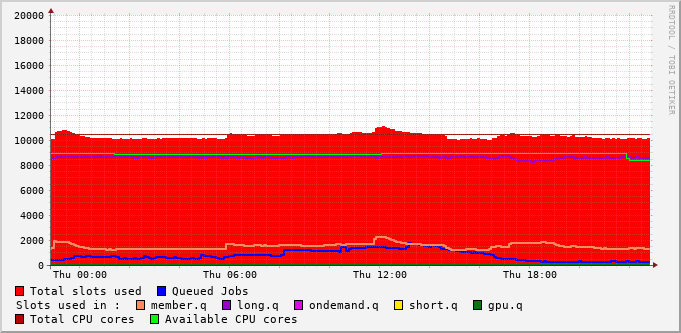 20000
18000
16000
14000
12000
10000
8000
6000
4000
2000
0
Thu 00:00 Thu 06:00 Thu 12:00 Thu 18:00
RRDTOOL / TOBI OETIKER
Total slots used Queued Jobs
Slots used in : member.q long.q ondemand.q short.q gpu.q
Total CPU cores Available CPU cores